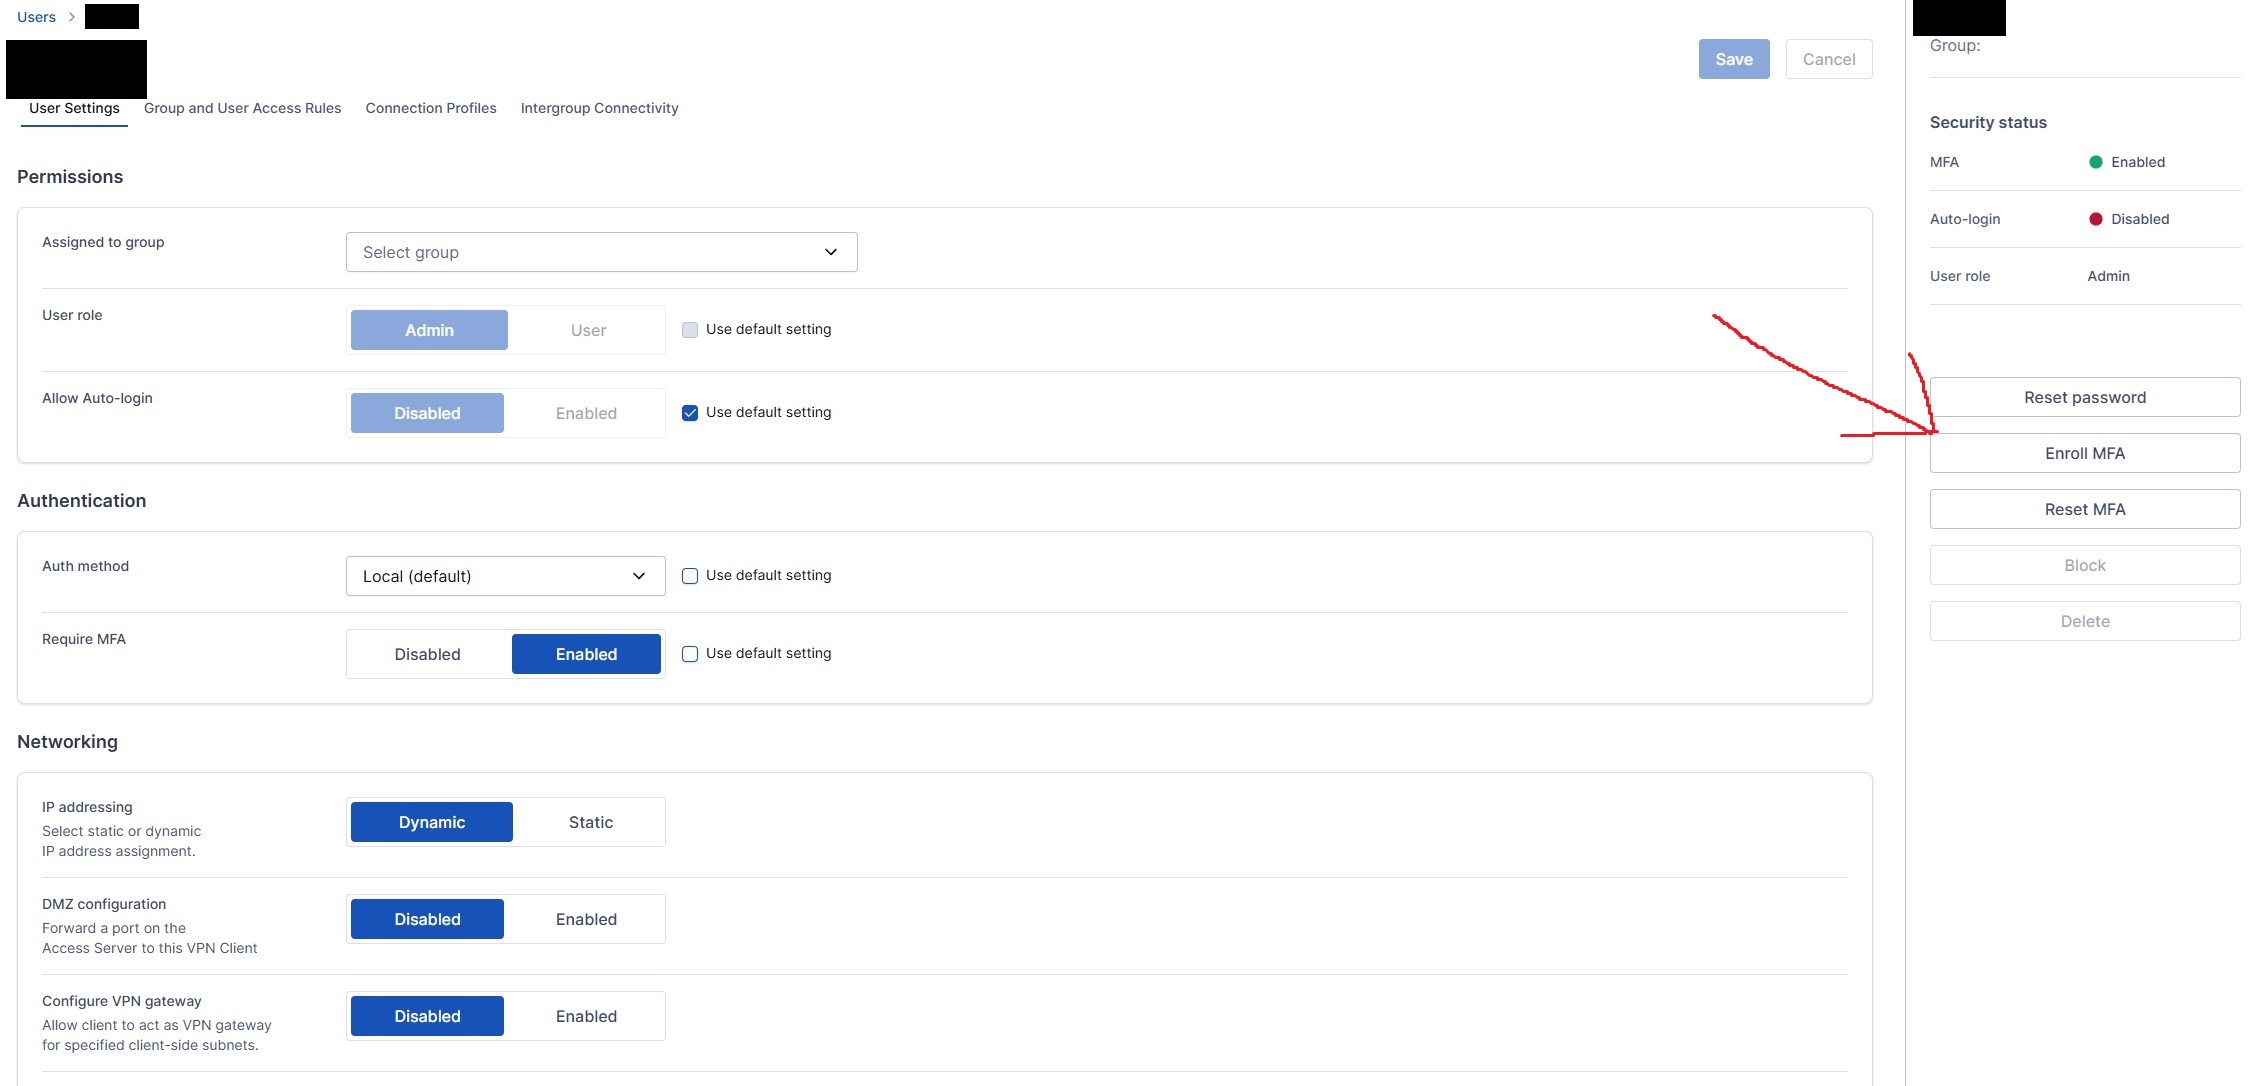 Users >
Save
Cancel
User Settings
Group and User Access Rules
Connection Profiles
Intergroup Connectivity
Permissions
Assigned to group
Select group
User role
Admin
User
Use default setting
Allow Auto-login
Disabled
Enabled
Use default setting
Authentication
Auth method
Local (default)
Use default setting
Require MFA
Disabled
Enabled
Use default setting
Networking
IP addressing
Select static or dynamic
IP address assignment.
Dynamic
Static
DMZ configuration
Forward a port on the
Access Server to this VPN Client
Disabled
Enabled
Configure VPN gateway
Allow client to act as VPN gateway
for specified client-side subnets.
Disabled
Enabled
Group:
Security status
MFA
Enabled
Auto-login
Disabled
User role
Admin
Reset password
Enroll MFA
Reset MFA
Block
Delete